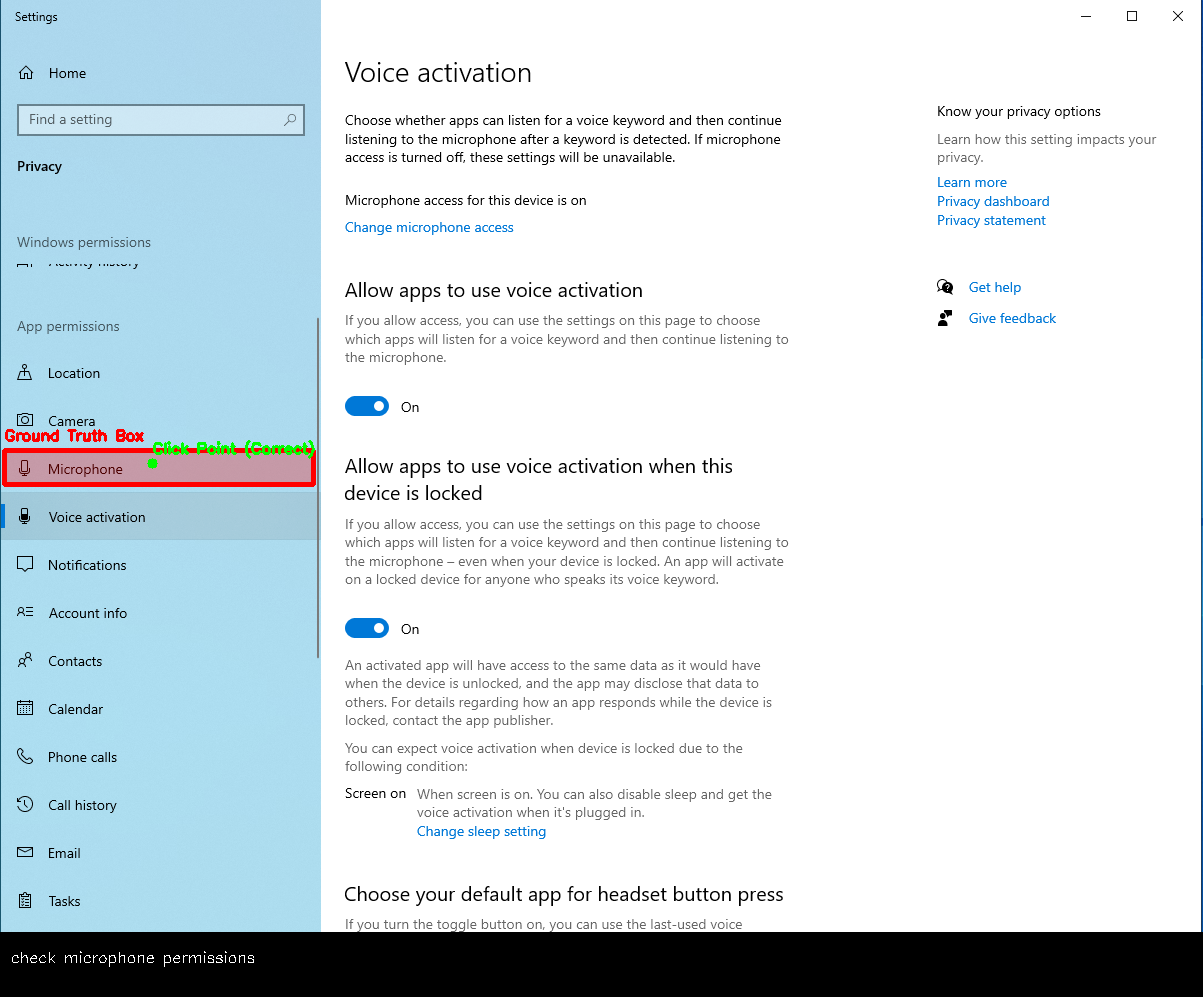 Settings
Home
Find a setting
Privacy
Windows permissions
Activity history
App permissions
Location
Camera
Ground Truth Box
Click Point (Correct)
Microphone
Voice activation
Notifications
Account info
Contacts
Calendar
Phone calls
Call history
Email
Tasks
Voice activation
Choose whether apps can listen for a voice keyword and then continue
listening to the microphone after a keyword is detected. If microphone
access is turned off, these settings will be unavailable.
Microphone access for this device is on
Change microphone access
Allow apps to use voice activation
If you allow access, you can use the settings on this page to choose
which apps will listen for a voice keyword and then continue listening to
the microphone.
On
Allow apps to use voice activation when this
device is locked
If you allow access, you can use the settings on this page to choose
which apps will listen for a voice keyword and then continue listening to
the microphone – even when your device is locked. An app will activate
on a locked device for anyone who speaks its voice keyword.
On
An activated app will have access to the same data as it would have
when the device is unlocked, and the app may disclose that data to
others. For details regarding how an app responds while the device is
locked, contact the app publisher.
You can expect voice activation when device is locked due to the
following condition:
Screen on When screen is on. You can also disable sleep and get the
voice activation when it's plugged in.
Change sleep setting
Choose your default app for headset button press
If you turn the toggle button on, you can use the last-used voice
Know your privacy options
Learn how this setting impacts your
privacy.
Learn more
Privacy dashboard
Privacy statement
Get help
Give feedback
check microphone permissions